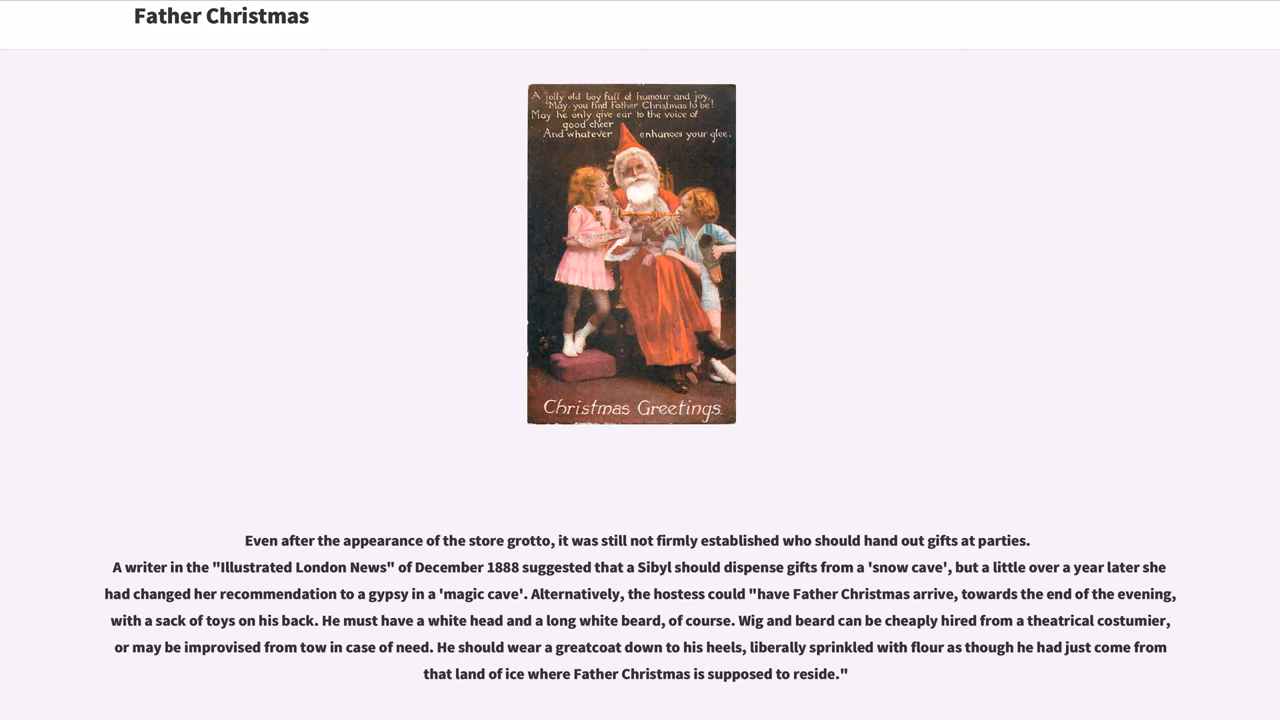 Father Christmas
A jolly old boy full of humour and joy,
"May you find Father Christmas to be!
May he only give ear to the voice of
good cheer
And whatever enhances your glee.
Christmas Greetings
Even after the appearance of the store grotto, it was still not firmly established who should hand out gifts at parties.
A writer in the "Illustrated London News" of December 1888 suggested that a Sibyl should dispense gifts from a 'snow cave', but a little over a year later she
had changed her recommendation to a gypsy in a 'magic cave'. Alternatively, the hostess could "have Father Christmas arrive, towards the end of the evening,
with a sack of toys on his back. He must have a white head and a long white beard, of course. Wig and beard can be cheaply hired from a theatrical costumier,
or may be improvised from tow in case of need. He should wear a greatcoat down to his heels, liberally sprinkled with flour as though he had just come from
that land of ice where Father Christmas is supposed to reside."